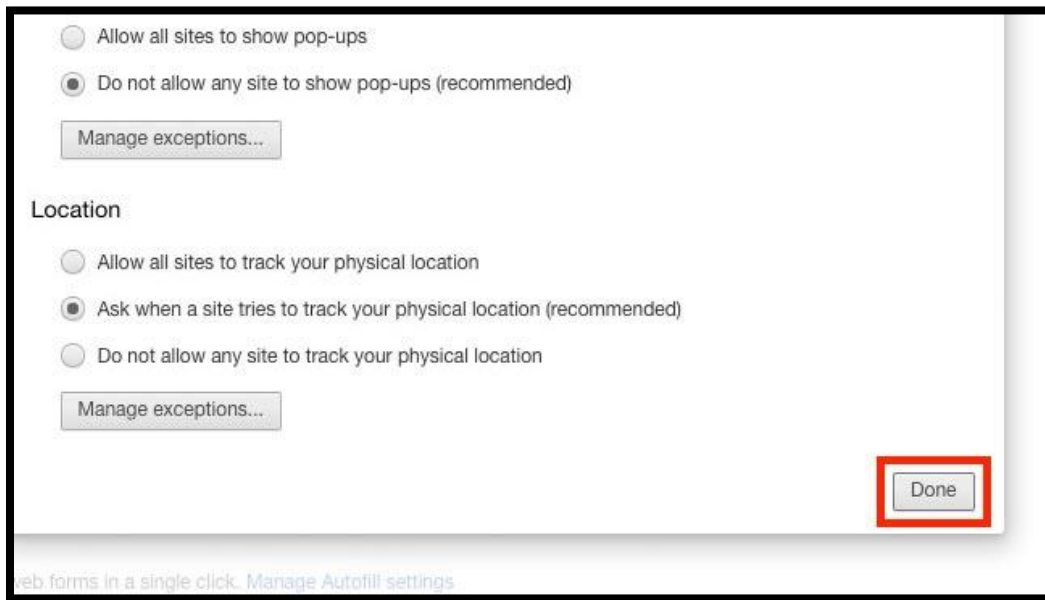 Allow all sites to show pop-ups
Do not allow any site to show pop-ups (recommended)
Manage exceptions...
Location
Allow all sites to track your physical location
Ask when a site tries to track your physical location (recommended)
Do not allow any site to track your physical location
Manage exceptions...
Done
web forms in a single click. Manage Autofill settings